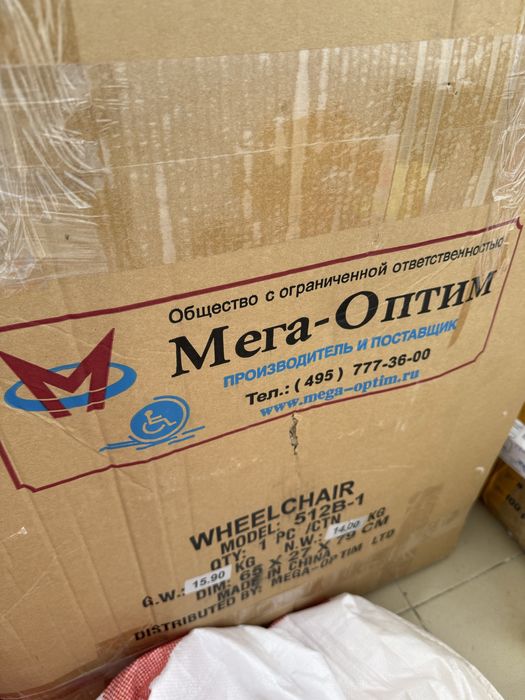 Общество с ограниченной ответственностью
Мега-Оптим
ПРОИЗВОДИТЕЛЬ И ПОСТАВЩИК
Тел.: (495) 777-36-00
www.mega-optim.ru
WHEELCHAIR
MODEL: 512B-1
QTY: 1 PC /CTN
G.W.: 15.90 KG N.W.: 14.00 KG
DIM: 65 X 27 X 79 CM
MADE IN CHINA
DISTRIBUTED BY: MEGA-OPTIM LTD